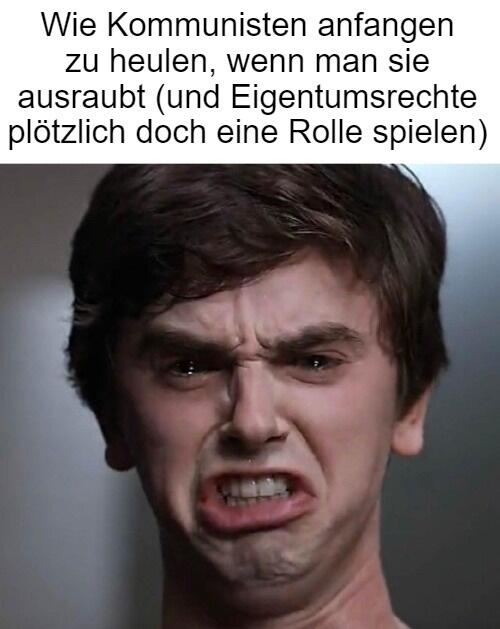 Wie Kommunisten anfangen
zu heulen, wenn man sie
ausraubt (und Eigentumsrechte
plötzlich doch eine Rolle spielen)